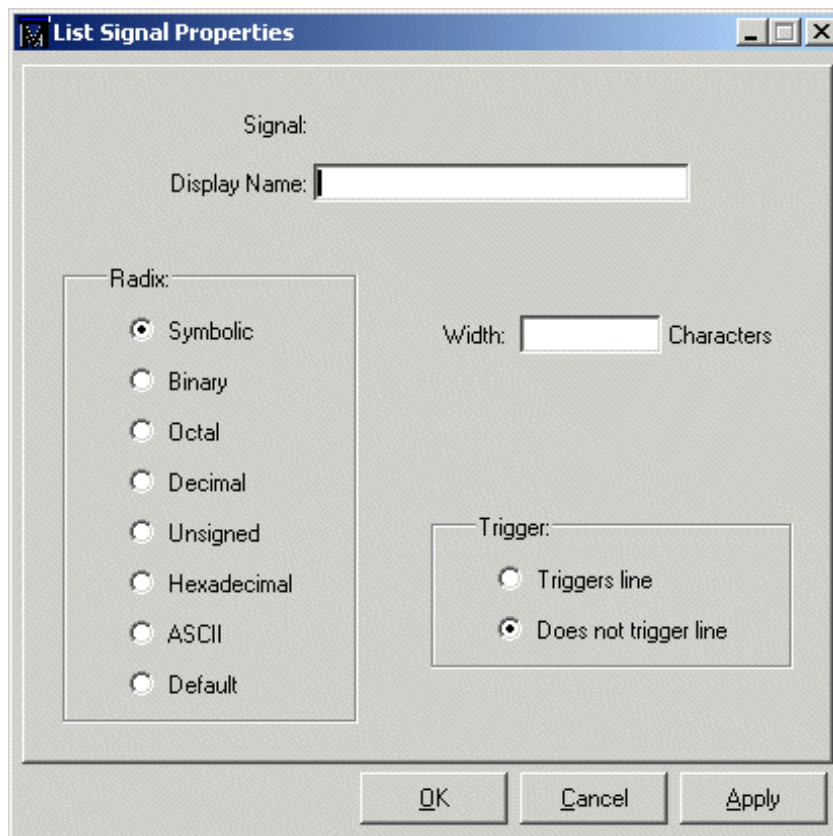 List Signal Properties
Signal:
Display Name:
Radix:
Symbolic
Binary
Octal
Decimal
Unsigned
Hexadecimal
ASCII
Default
Width: Characters
Trigger:
Triggers line
Does not trigger line
OK Cancel Apply